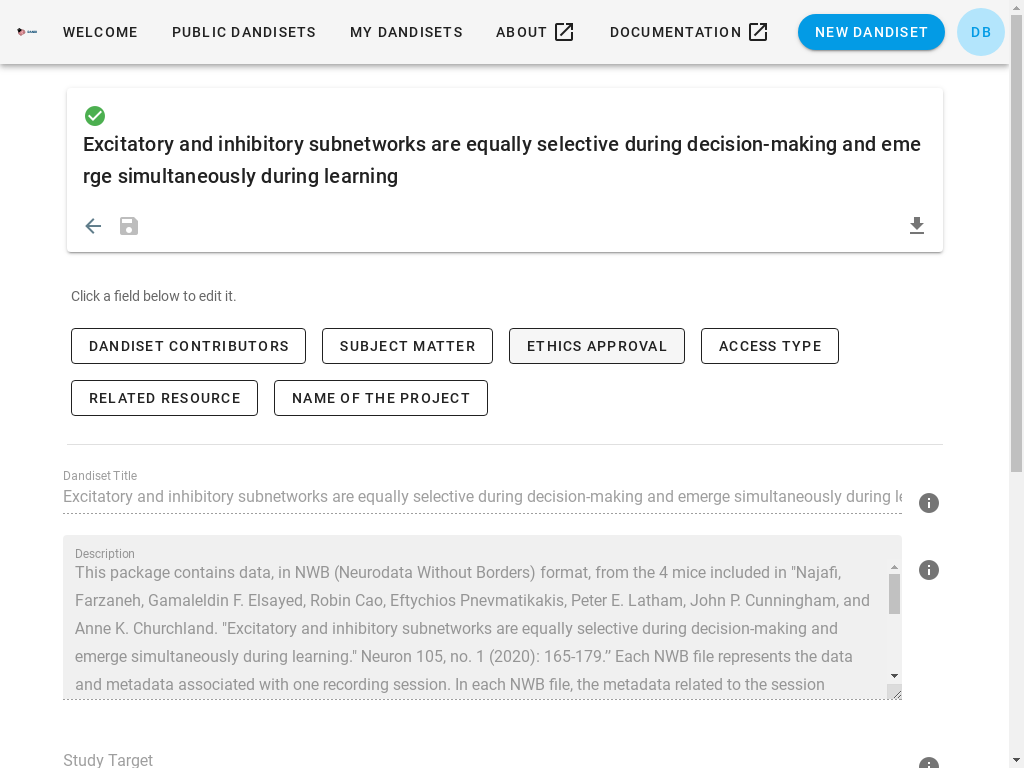 WELCOME PUBLIC DANDISETS MY DANDISETS ABOUT DOCUMENTATION NEW DANDISET DB
Excitatory and inhibitory subnetworks are equally selective during decision-making and eme
rge simultaneously during learning
Click a field below to edit it.
DANDISET CONTRIBUTORS SUBJECT MATTER ETHICS APPROVAL ACCESS TYPE
RELATED RESOURCE NAME OF THE PROJECT
Dandiset Title
Excitatory and inhibitory subnetworks are equally selective during decision-making and emerge simultaneously during
Description
This package contains data, in NWB (Neurodata Without Borders) format, from the 4 mice included in "Najafi,
Farzaneh, Gamaleldin F. Elsayed, Robin Cao, Eftychios Pnevmatikakis, Peter E. Latham, John P. Cunningham, and
Anne K. Churchland. "Excitatory and inhibitory subnetworks are equally selective during decision-making and
emerge simultaneously during learning." Neuron 105, no. 1 (2020): 165-179.” Each NWB file represents the data
and metadata associated with one recording session. In each NWB file, the metadata related to the session
Study Target